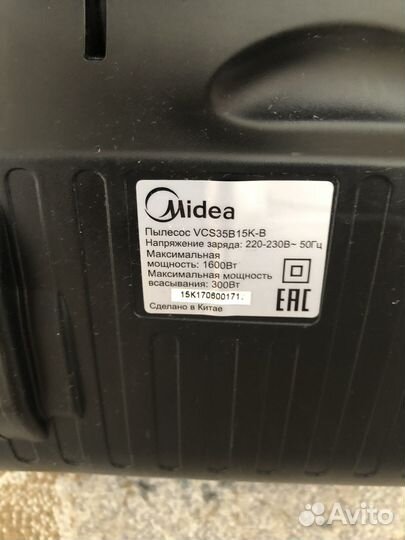 Midea
Пылесос VCS35B15K-B
Напряжение заряда: 220-230В~ 50Гц
Максимальная
мощность: 1600Вт
Максимальная мощность
всасывания: 300Вт
15K170600171.
Сделано в Китае
EAC
Avito